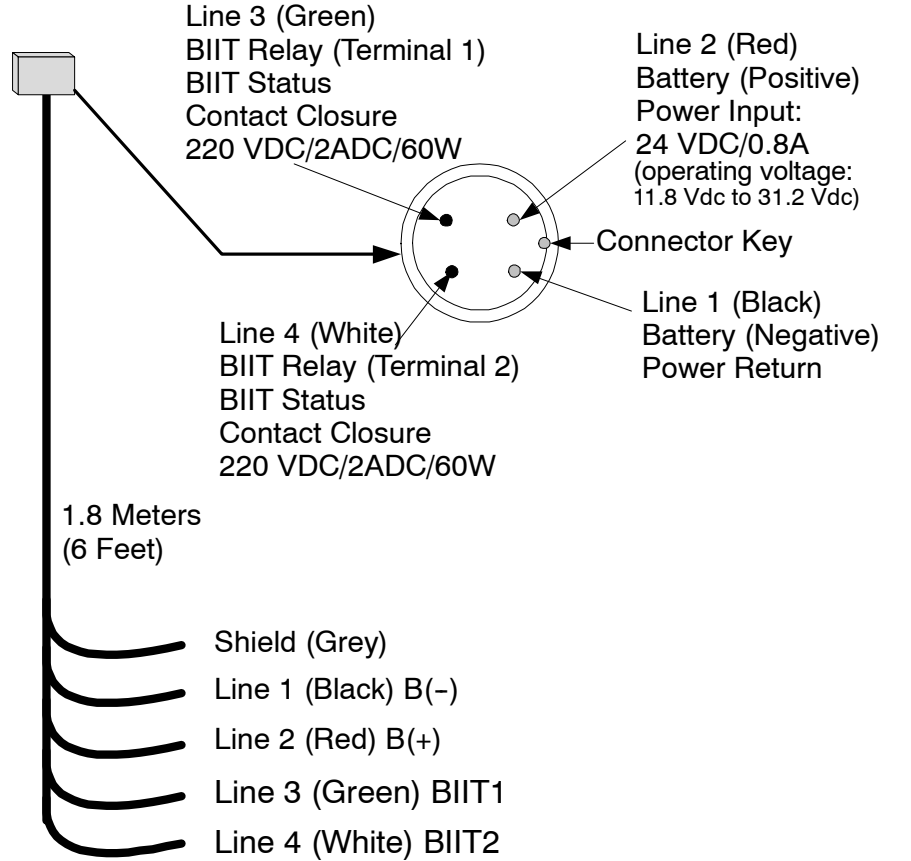 Line 3 (Green)
BIIT Relay (Terminal 1)
BIIT Status
Contact Closure
220 VDC/2ADC/60W
Line 2 (Red)
Battery (Positive)
Power Input:
24 VDC/0.8A
(operating voltage:
11.8 Vdc to 31.2 Vdc)
Connector Key
Line 1 (Black)
Battery (Negative)
Power Return
Line 4 (White)
BIIT Relay (Terminal 2)
BIIT Status
Contact Closure
220 VDC/2ADC/60W
1.8 Meters
(6 Feet)
Shield (Grey)
Line 1 (Black) B(-)
Line 2 (Red) B(+)
Line 3 (Green) BIIT1
Line 4 (White) BIIT2